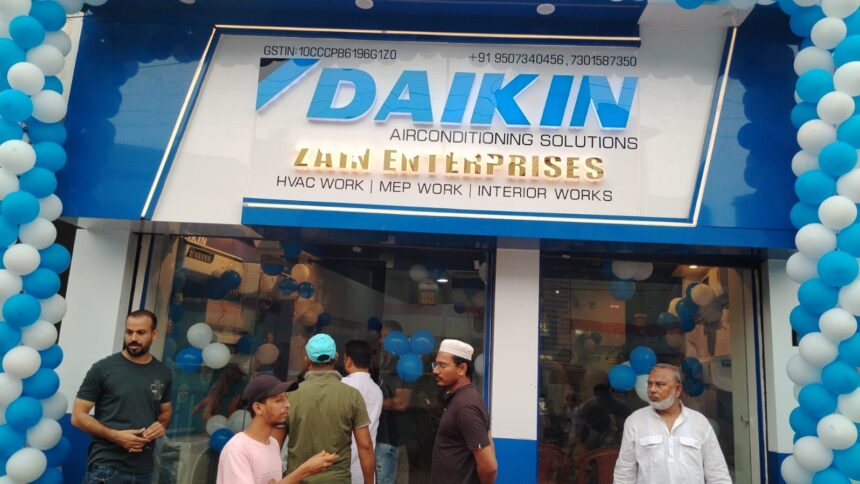 GSTIN:10CCCPB6196G1Z0 +91 9507340456,7301587350
DAIKIN
AIRCONDITIONING SOLUTIONS
ZAIN ENTERPRISES
HVAC WORK | MEP WORK | INTERIOR WORKS